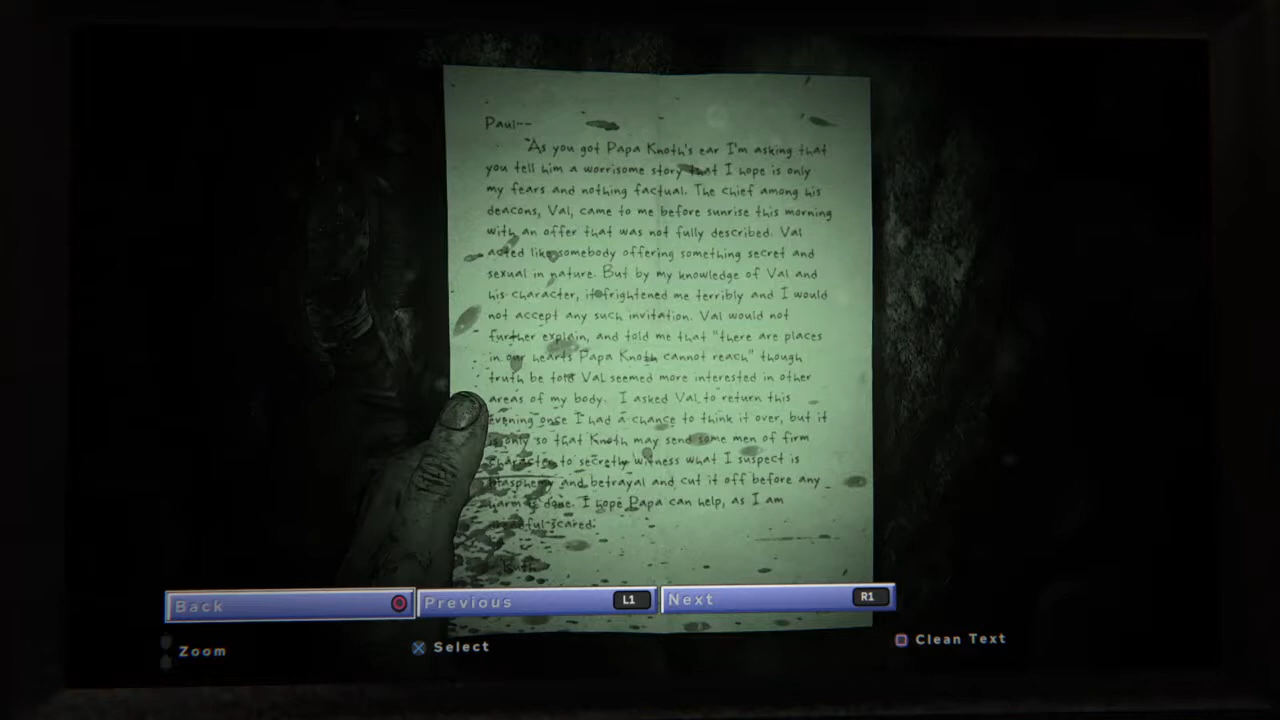 Paul--
As you got Papa Knoth's ear I'm asking that
you tell him a worrisome story that I hope is only
my fears and nothing factual. The chief among his
deacons, Val, came to me before sunrise this morning
with an offer that was not fully described. Val
acted like somebody offering something secret and
sexual in nature. But by my knowledge of Val and
his character, it frightened me terribly and I would
not accept any such invitation. Val would not
further explain, and told me that "there are places
in our hearts Papa Knoth cannot reach" though
truth be told Val seemed more interested in other
areas of my body. I asked Val to return this
evening once I had a chance to think it over, but it
is only so that Knoth may send some men of firm
character to secretly witness what I suspect is
blasphemy and betrayal and cut it off before any
harm is done. I hope Papa can help, as I am
scared.
Ruth
Back
Previous L1
Next R1
Zoom
Select
Clean Text